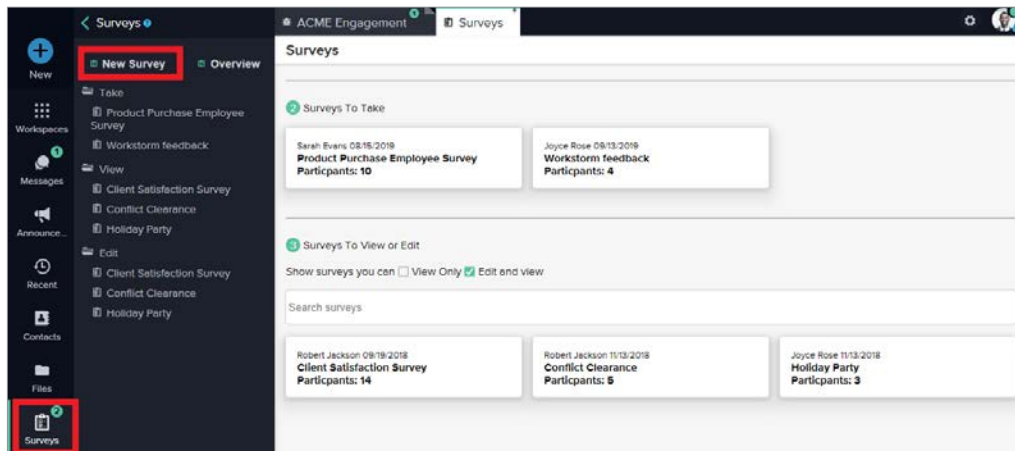 New
Workspaces
1
Messages
Announce...
Recent
Contacts
Files
2
Surveys
Surveys
New Survey
Overview
Take
Product Purchase Employee
Survey
Workstorm feedback
View
Client Satisfaction Survey
Conflict Clearance
Holiday Party
Edit
Client Satisfaction Survey
Conflict Clearance
Holiday Party
ACME Engagement
1
Surveys
Surveys
2 Surveys To Take
Sarah Evans 08/15/2019
Product Purchase Employee Survey
Particpants: 10
Joyce Rose 09/13/2019
Workstorm feedback
Particpants: 4
3 Surveys To View or Edit
Show surveys you can View Only Edit and view
Search surveys
Robert Jackson 09/19/2018
Client Satisfaction Survey
Particpants: 14
Robert Jackson 11/13/2018
Conflict Clearance
Particpants: 5
Joyce Rose 11/13/2018
Holiday Party
Particpants: 3